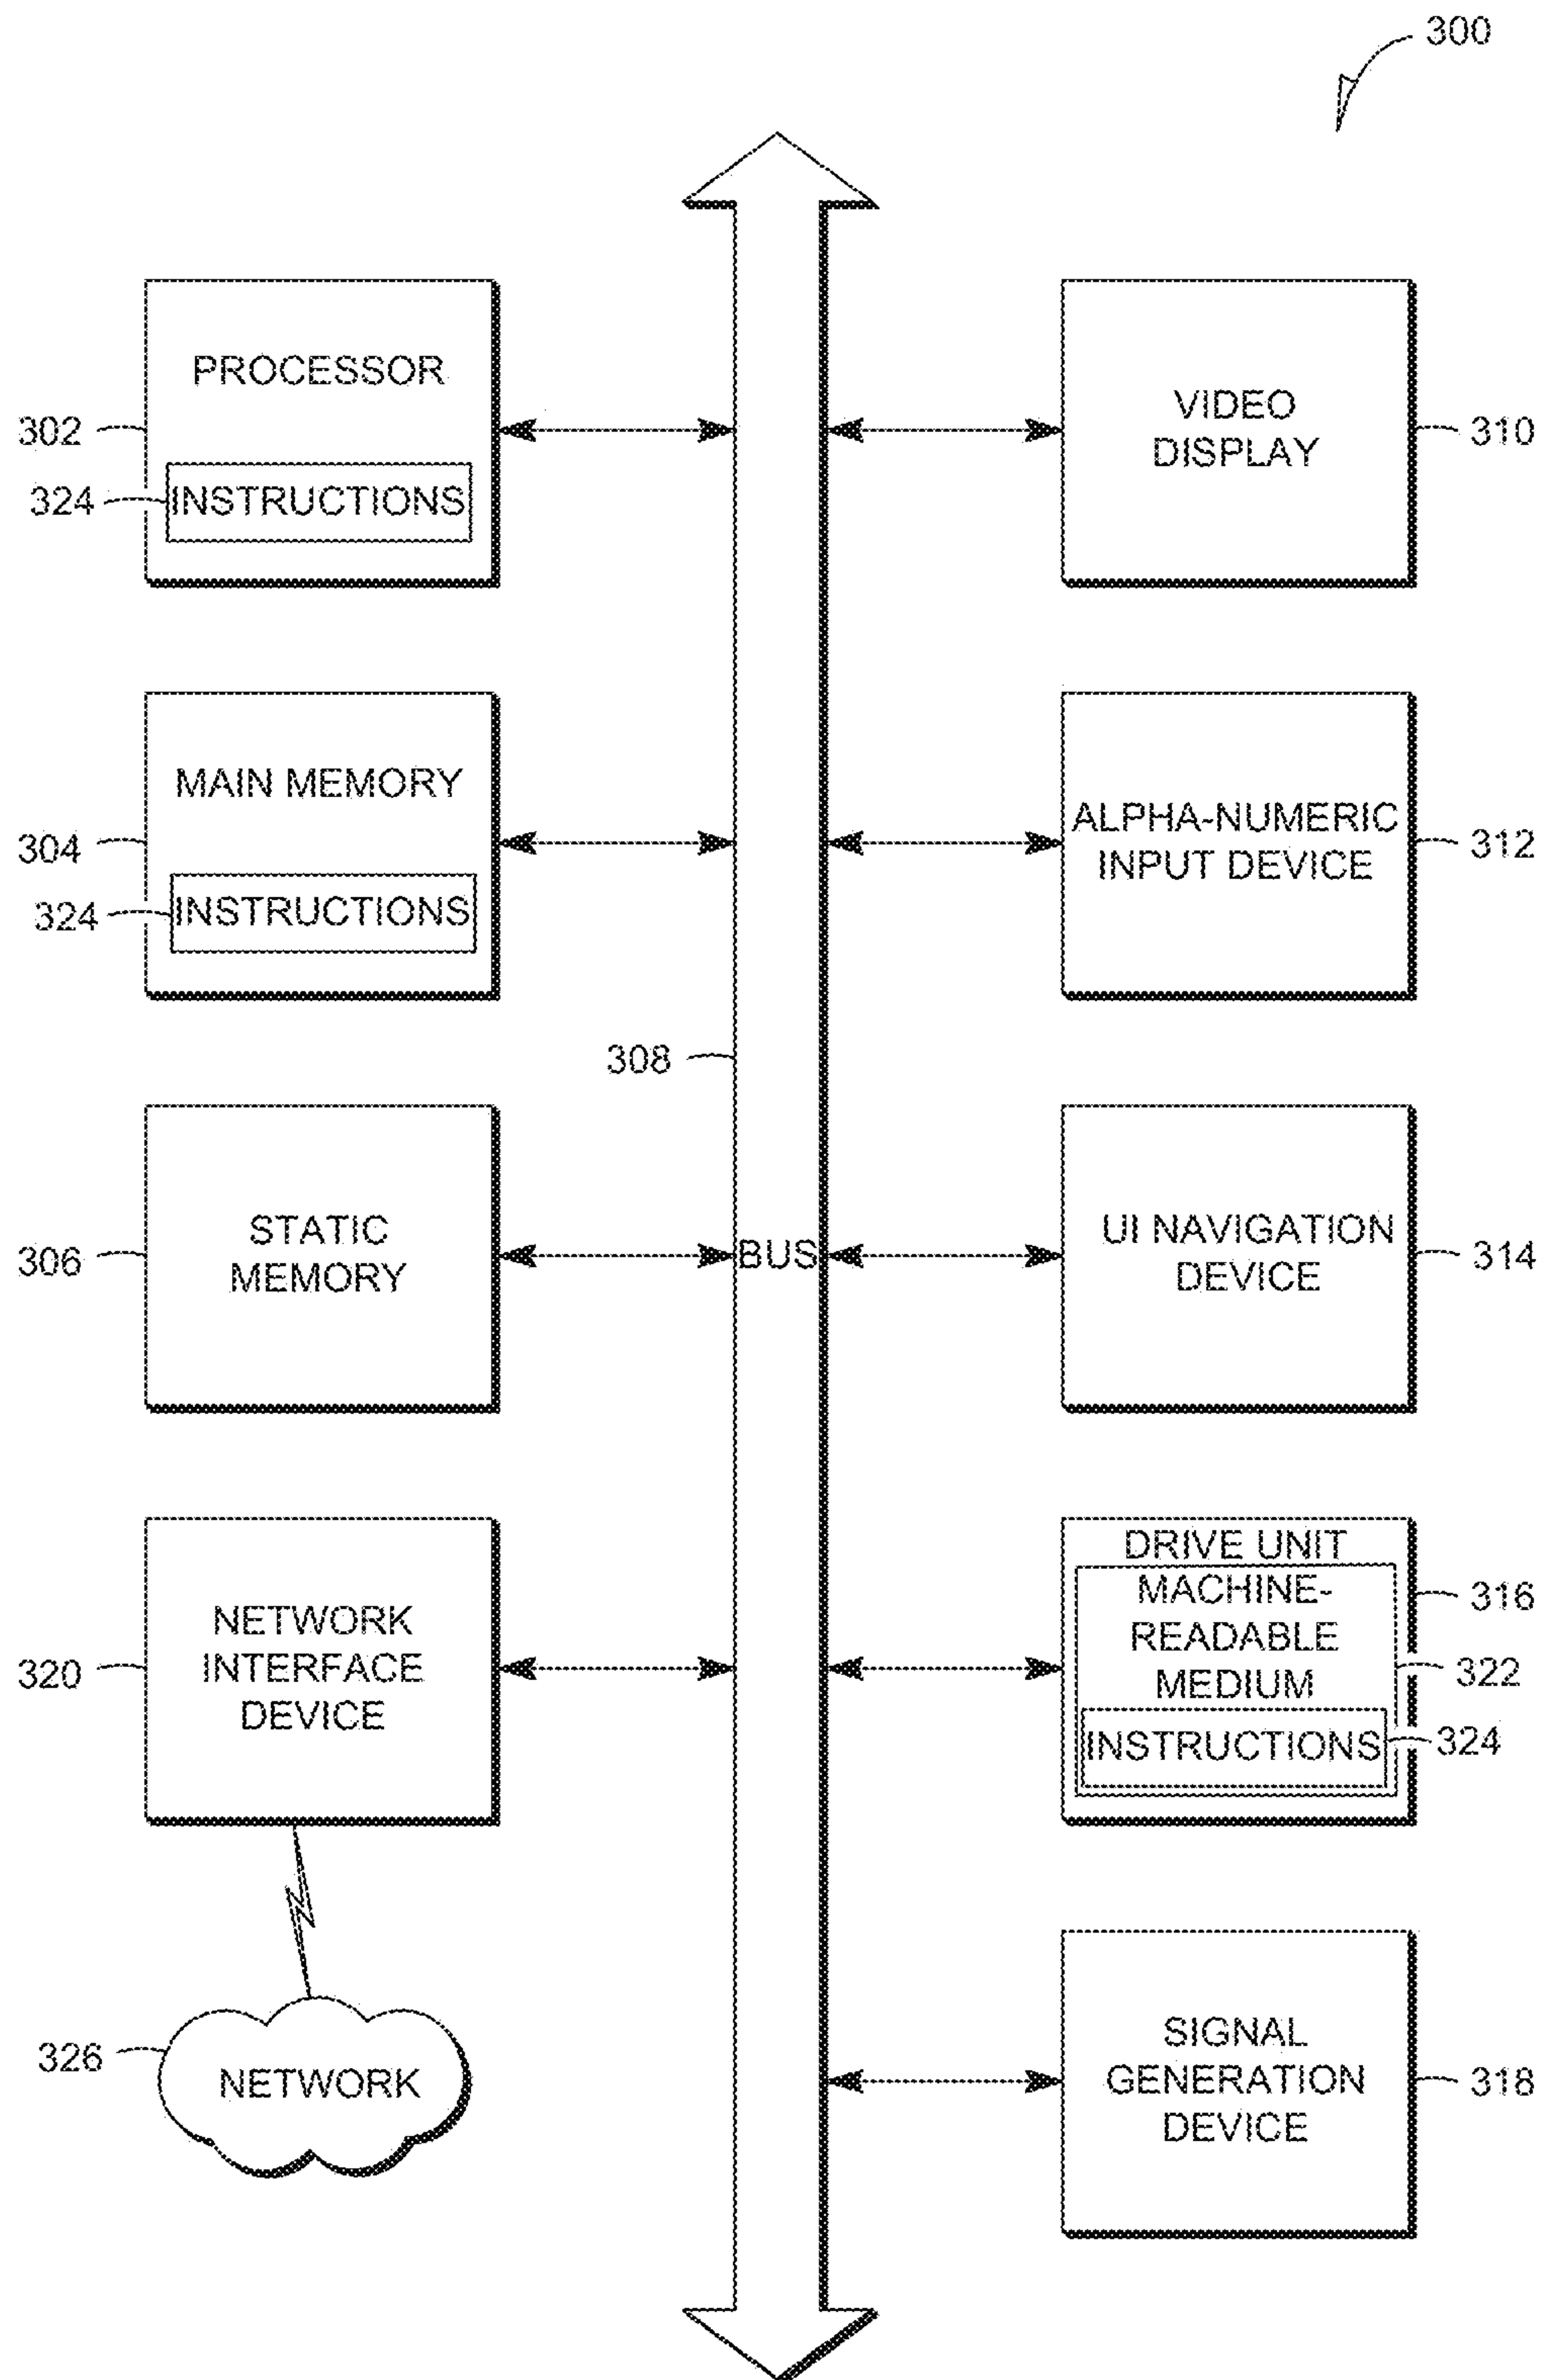 300
PROCESSOR
302
324
INSTRUCTIONS
VIDEO
DISPLAY
310
MAIN MEMORY
304
324
INSTRUCTIONS
ALPHA-NUMERIC
INPUT DEVICE
312
308
STATIC
MEMORY
306
BUS
UI NAVIGATION
DEVICE
314
NETWORK
INTERFACE
DEVICE
320
DRIVE UNIT
MACHINE-
READABLE
MEDIUM
INSTRUCTIONS
316
322
324
326
NETWORK
SIGNAL
GENERATION
DEVICE
318